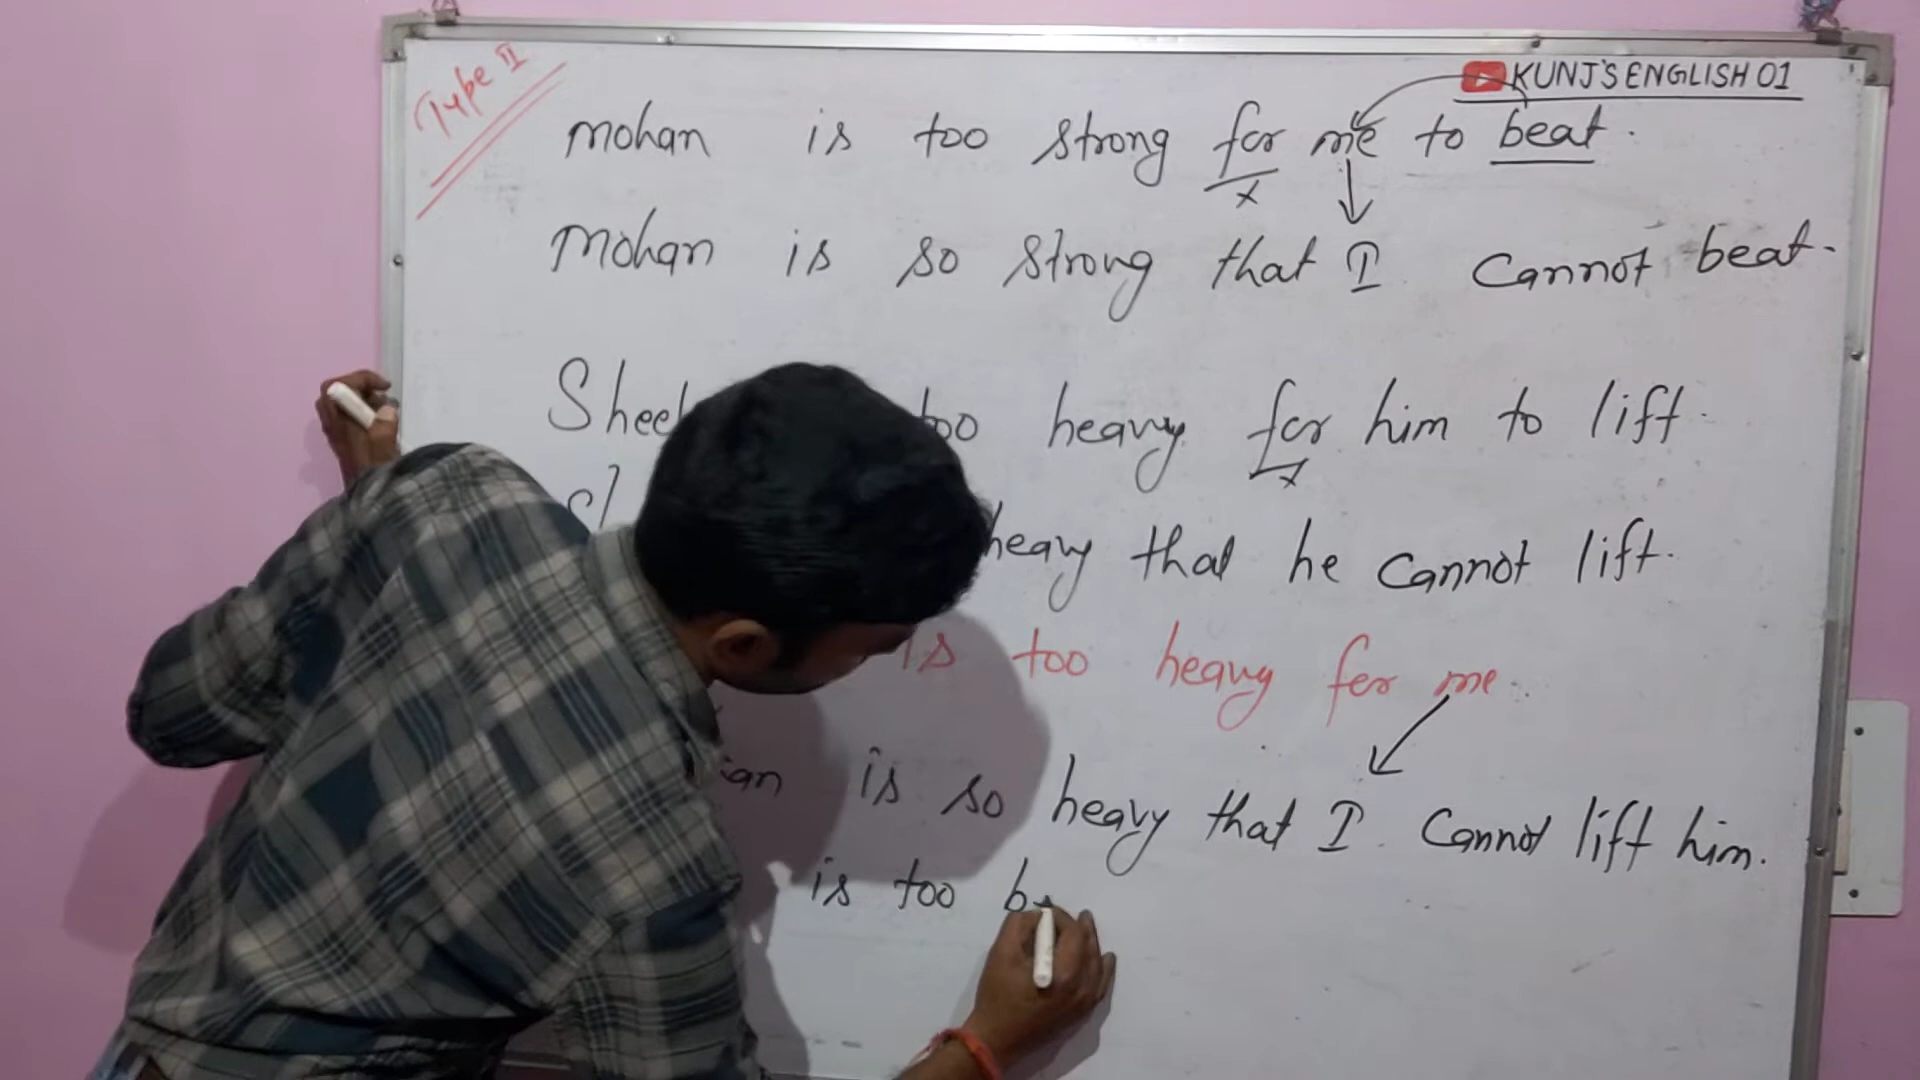 Type II
KUNJ'S ENGLISH 01
Mohan is too strong for me to beat.
x
Mohan is so strong that I cannot beat.
too heavy for him to lift.
x
heavy that he cannot lift.
is too heavy for me.
is so heavy that I cannot lift him.
is too